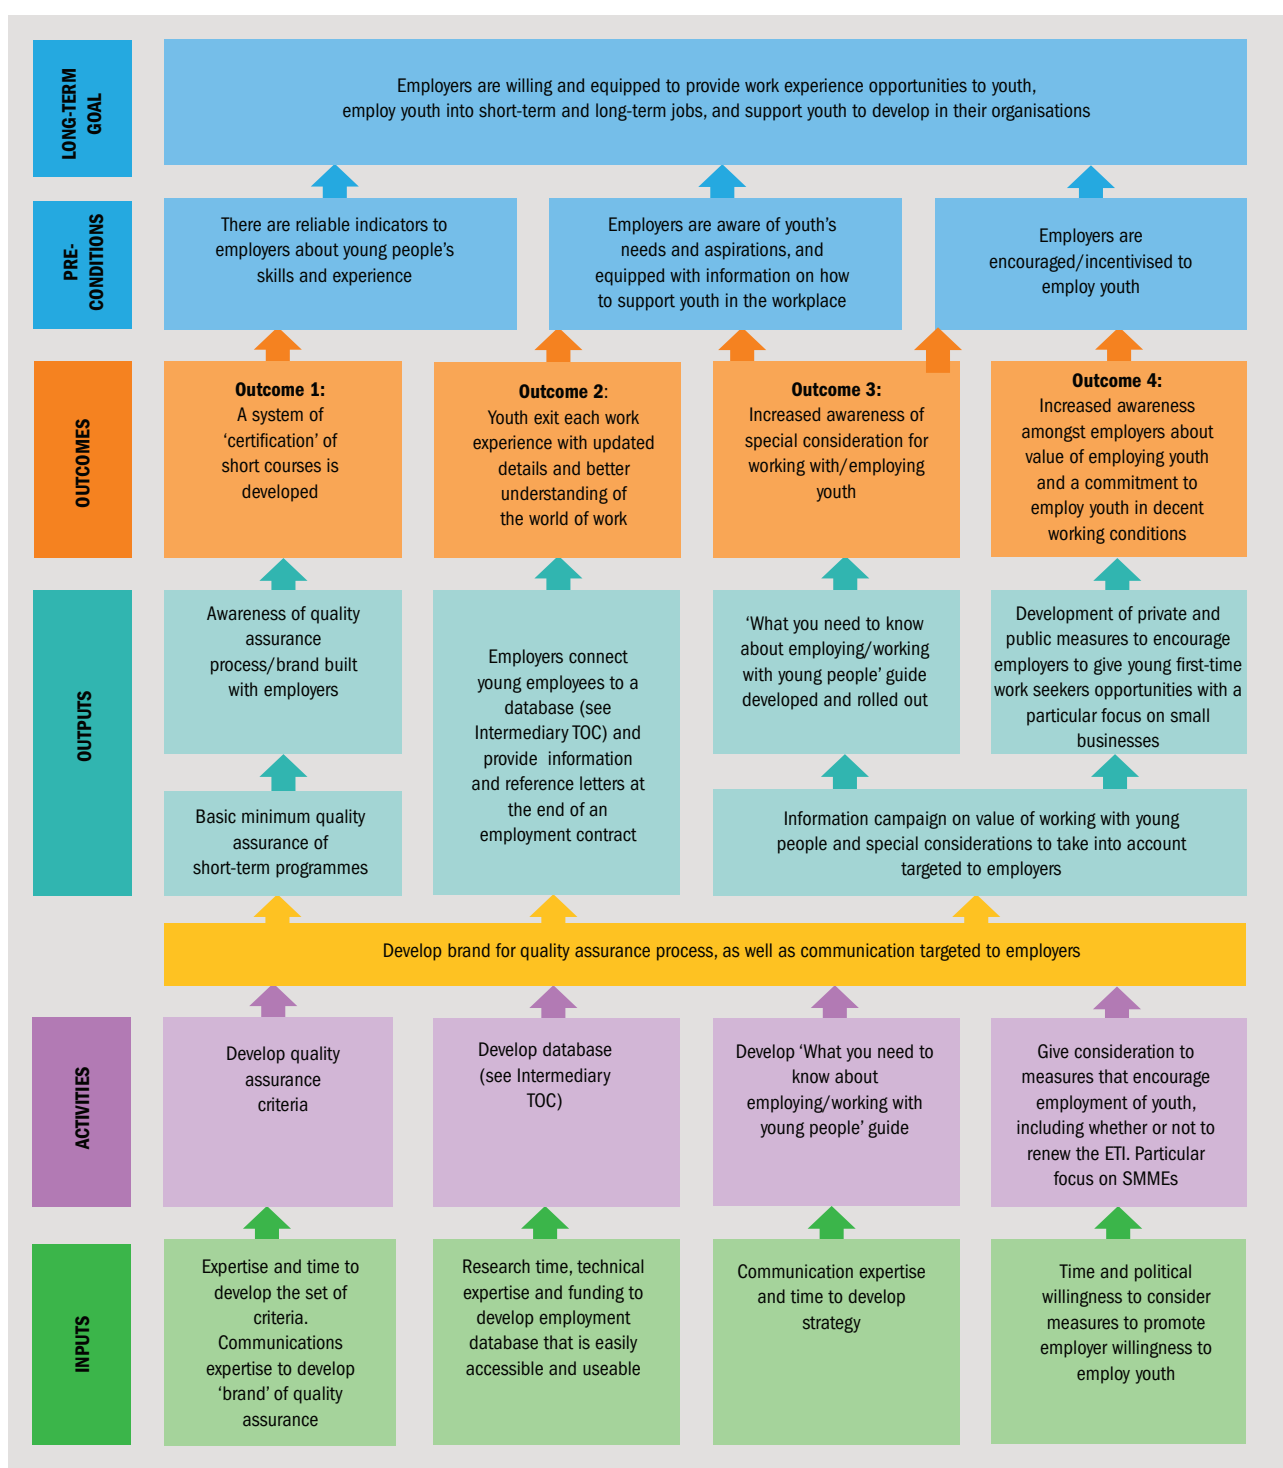 LONG-TERM
GOAL
Employers are willing and equipped to provide work experience opportunities to youth,
employ youth into short-term and long-term jobs, and support youth to develop in their organisations
PRE-
CONDITIONS
There are reliable indicators to
employers about young people's
skills and experience
Employers are aware of youth's
needs and aspirations, and
equipped with information on how
to support youth in the workplace
Employers are
encouraged/incentivised to
employ youth
OUTCOMES
Outcome 1:
A system of
‘certification’ of
short courses is
developed
Outcome 2:
Youth exit each work
experience with updated
details and better
understanding of
the world of work
Outcome 3:
Increased awareness of
special consideration for
working with/employing
youth
Outcome 4:
Increased awareness
amongst employers about
value of employing youth
and a commitment to
employ youth in decent
working conditions
OUTPUTS
Awareness of quality
assurance
process/brand built
with employers
Basic minimum quality
assurance of
short-term programmes
Employers connect
young employees to a
database (see
Intermediary TOC) and
provide information
and reference letters at
the end of an
employment contract
‘What you need to know
about employing/working
with young people’ guide
developed and rolled out
Development of private and
public measures to encourage
employers to give young first-time
work seekers opportunities with a
particular focus on small
businesses
Information campaign on value of working with young
people and special considerations to take into account
targeted to employers
Develop brand for quality assurance process, as well as communication targeted to employers
ACTIVITIES
Develop quality
assurance
criteria
Develop database
(see Intermediary
TOC)
Develop ‘What you need to
know about
employing/working with
young people’ guide
Give consideration to
measures that encourage
employment of youth,
including whether or not to
renew the ETI. Particular
focus on SMMEs
INPUTS
Expertise and time to
develop the set of
criteria.
Communications
expertise to develop
‘brand’ of quality
assurance
Research time, technical
expertise and funding to
develop employment
database that is easily
accessible and useable
Communication expertise
and time to develop
strategy
Time and political
willingness to consider
measures to promote
employer willingness to
employ youth